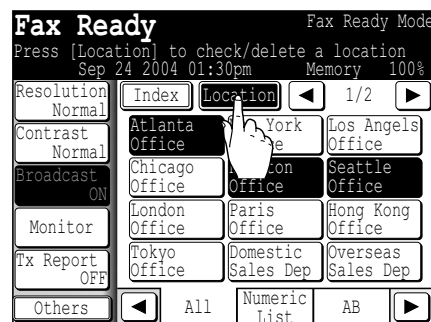 Fax Ready
Fax Ready Mode
Press [Location] to check/delete a location
Sep 24 2004 01:30pm Memory 100%
Resolution
Normal
Index Location 1/2
Contrast
Normal
Atlanta
Office
York
Los Angels
Office
Broadcast
ON
Chicago
Office
Office
Seattle
Office
Monitor
London
Office
Paris
Office
Hong Kong
Office
Tx Report
OFF
Tokyo
Office
Domestic
Sales Dep
Overseas
Sales Dep
Others
All
Numeric
List
AB